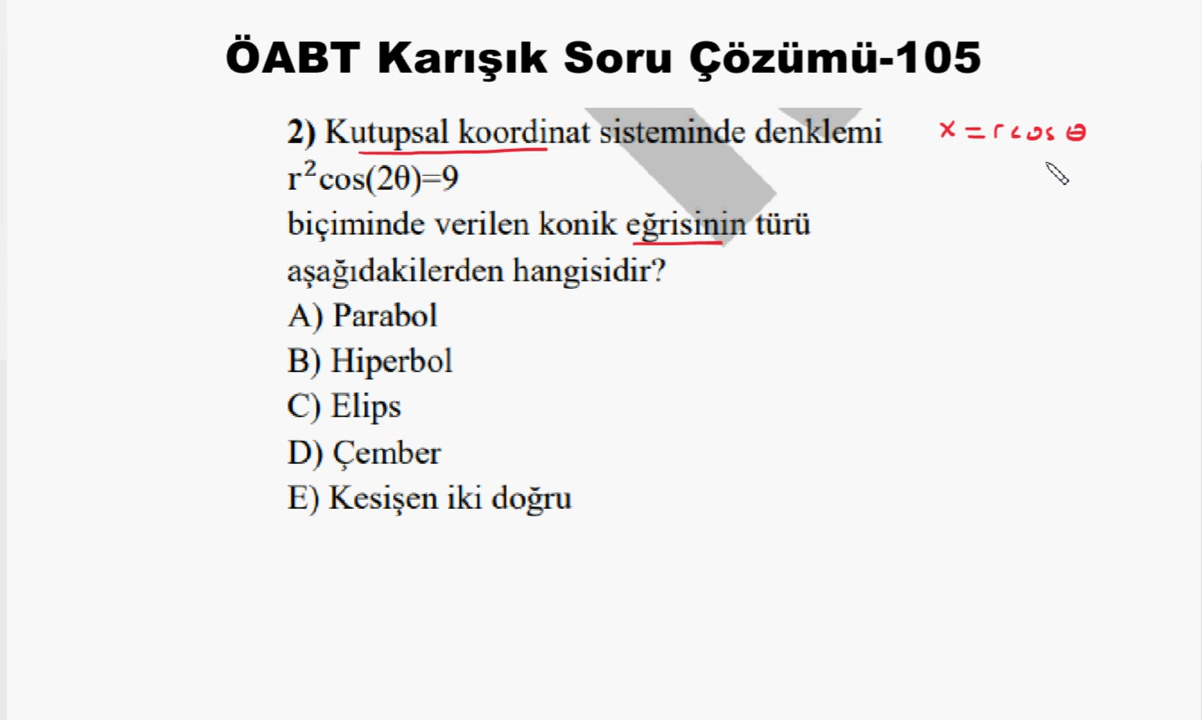 ÖABT Karışık Soru Çözümü-105
2) Kutupsal koordinat sisteminde denklemi
x = r cos θ
r²cos(2θ)=9
biçiminde verilen konik eğrisinin türü
aşağıdakilerden hangisidir?
A) Parabol
B) Hiperbol
C) Elips
D) Çember
E) Kesişen iki doğru